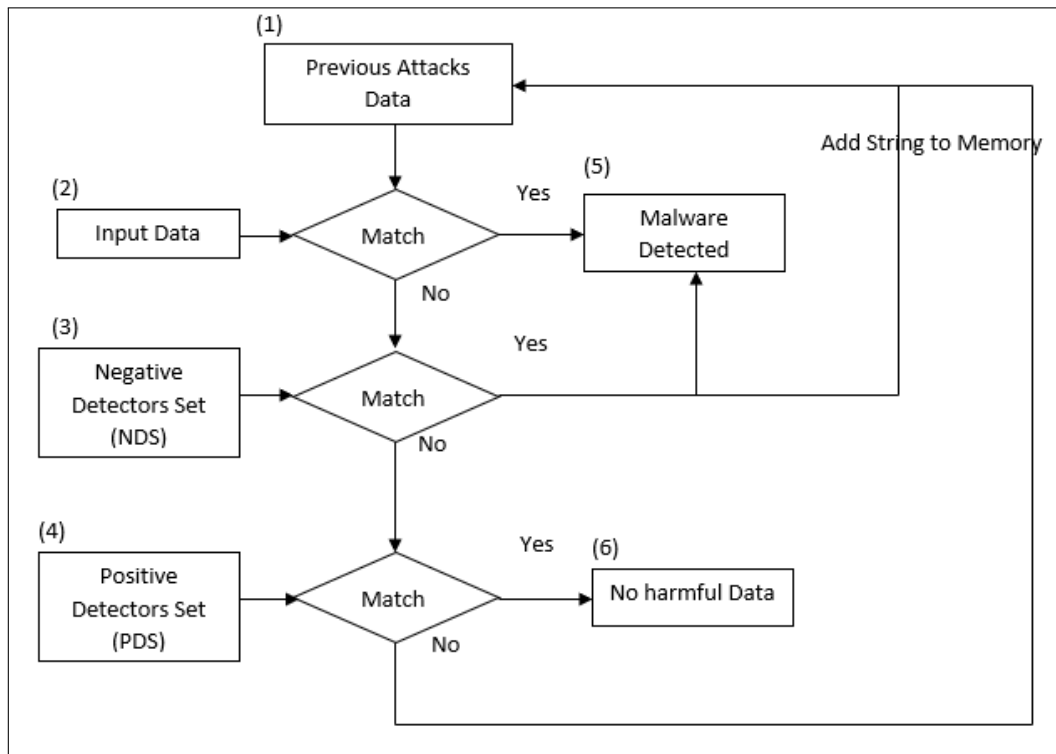 (1)
Previous Attacks
Data
Add String to Memory
(2)
Input Data
Match
Yes
(5)
Malware
Detected
No
(3)
Negative
Detectors Set
(NDS)
Match
Yes
No
(4)
Positive
Detectors Set
(PDS)
Match
Yes
(6)
No harmful Data
No